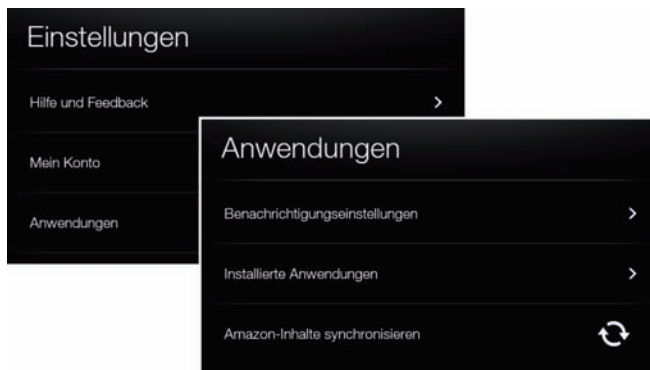 Einstellungen
Hilfe und Feedback
Mein Konto
Anwendungen
Anwendungen
Benachrichtigungseinstellungen
Installierte Anwendungen
Amazon-Inhalte synchronisieren